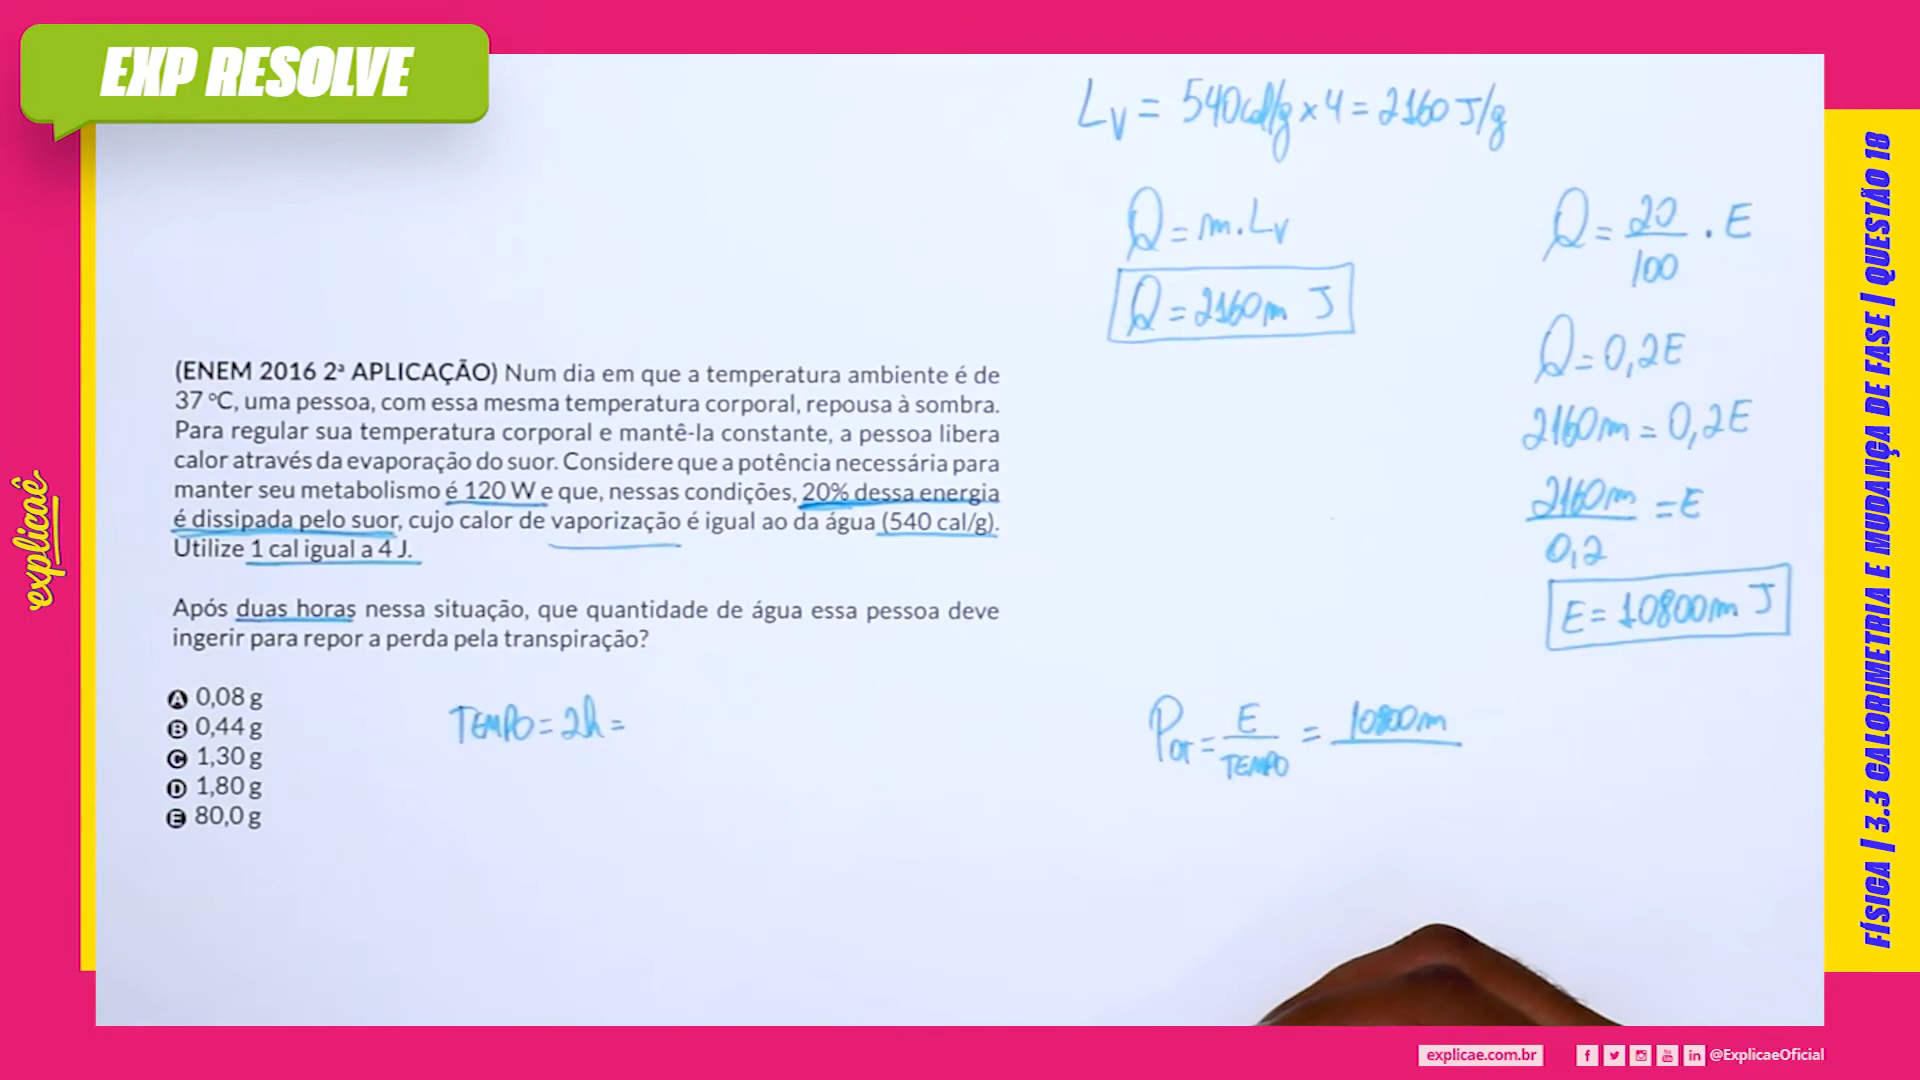 EXP RESOLVE
Lv = 540cal/g × 4 = 2160 J/g
Q = m.Lv
Q = 2160m J
Q = 20/100 . E
Q = 0,2E
2160m = 0,2E
2160m/0,2 = E
E = 10800m J
(ENEM 2016 2ª APLICAÇÃO) Num dia em que a temperatura ambiente é de
37 °C, uma pessoa, com essa mesma temperatura corporal, repousa à sombra.
Para regular sua temperatura corporal e mantê-la constante, a pessoa libera
calor através da evaporação do suor. Considere que a potência necessária para
manter seu metabolismo é 120 W e que, nessas condições, 20% dessa energia
é dissipada pelo suor, cujo calor de vaporização é igual ao da água (540 cal/g).
Utilize 1 cal igual a 4 J.
Após duas horas nessa situação, que quantidade de água essa pessoa deve
ingerir para repor a perda pela transpiração?
A 0,08 g
B 0,44 g
C 1,30 g
D 1,80 g
E 80,0 g
TEMPO = 2h =
Pot = E/TEMPO = 10800m
explicaê
FÍSICA | 3.3 CALORIMETRIA E MUDANÇA DE FASE | QUESTÃO 18
explicae.com.br
@ExplicaeOficial